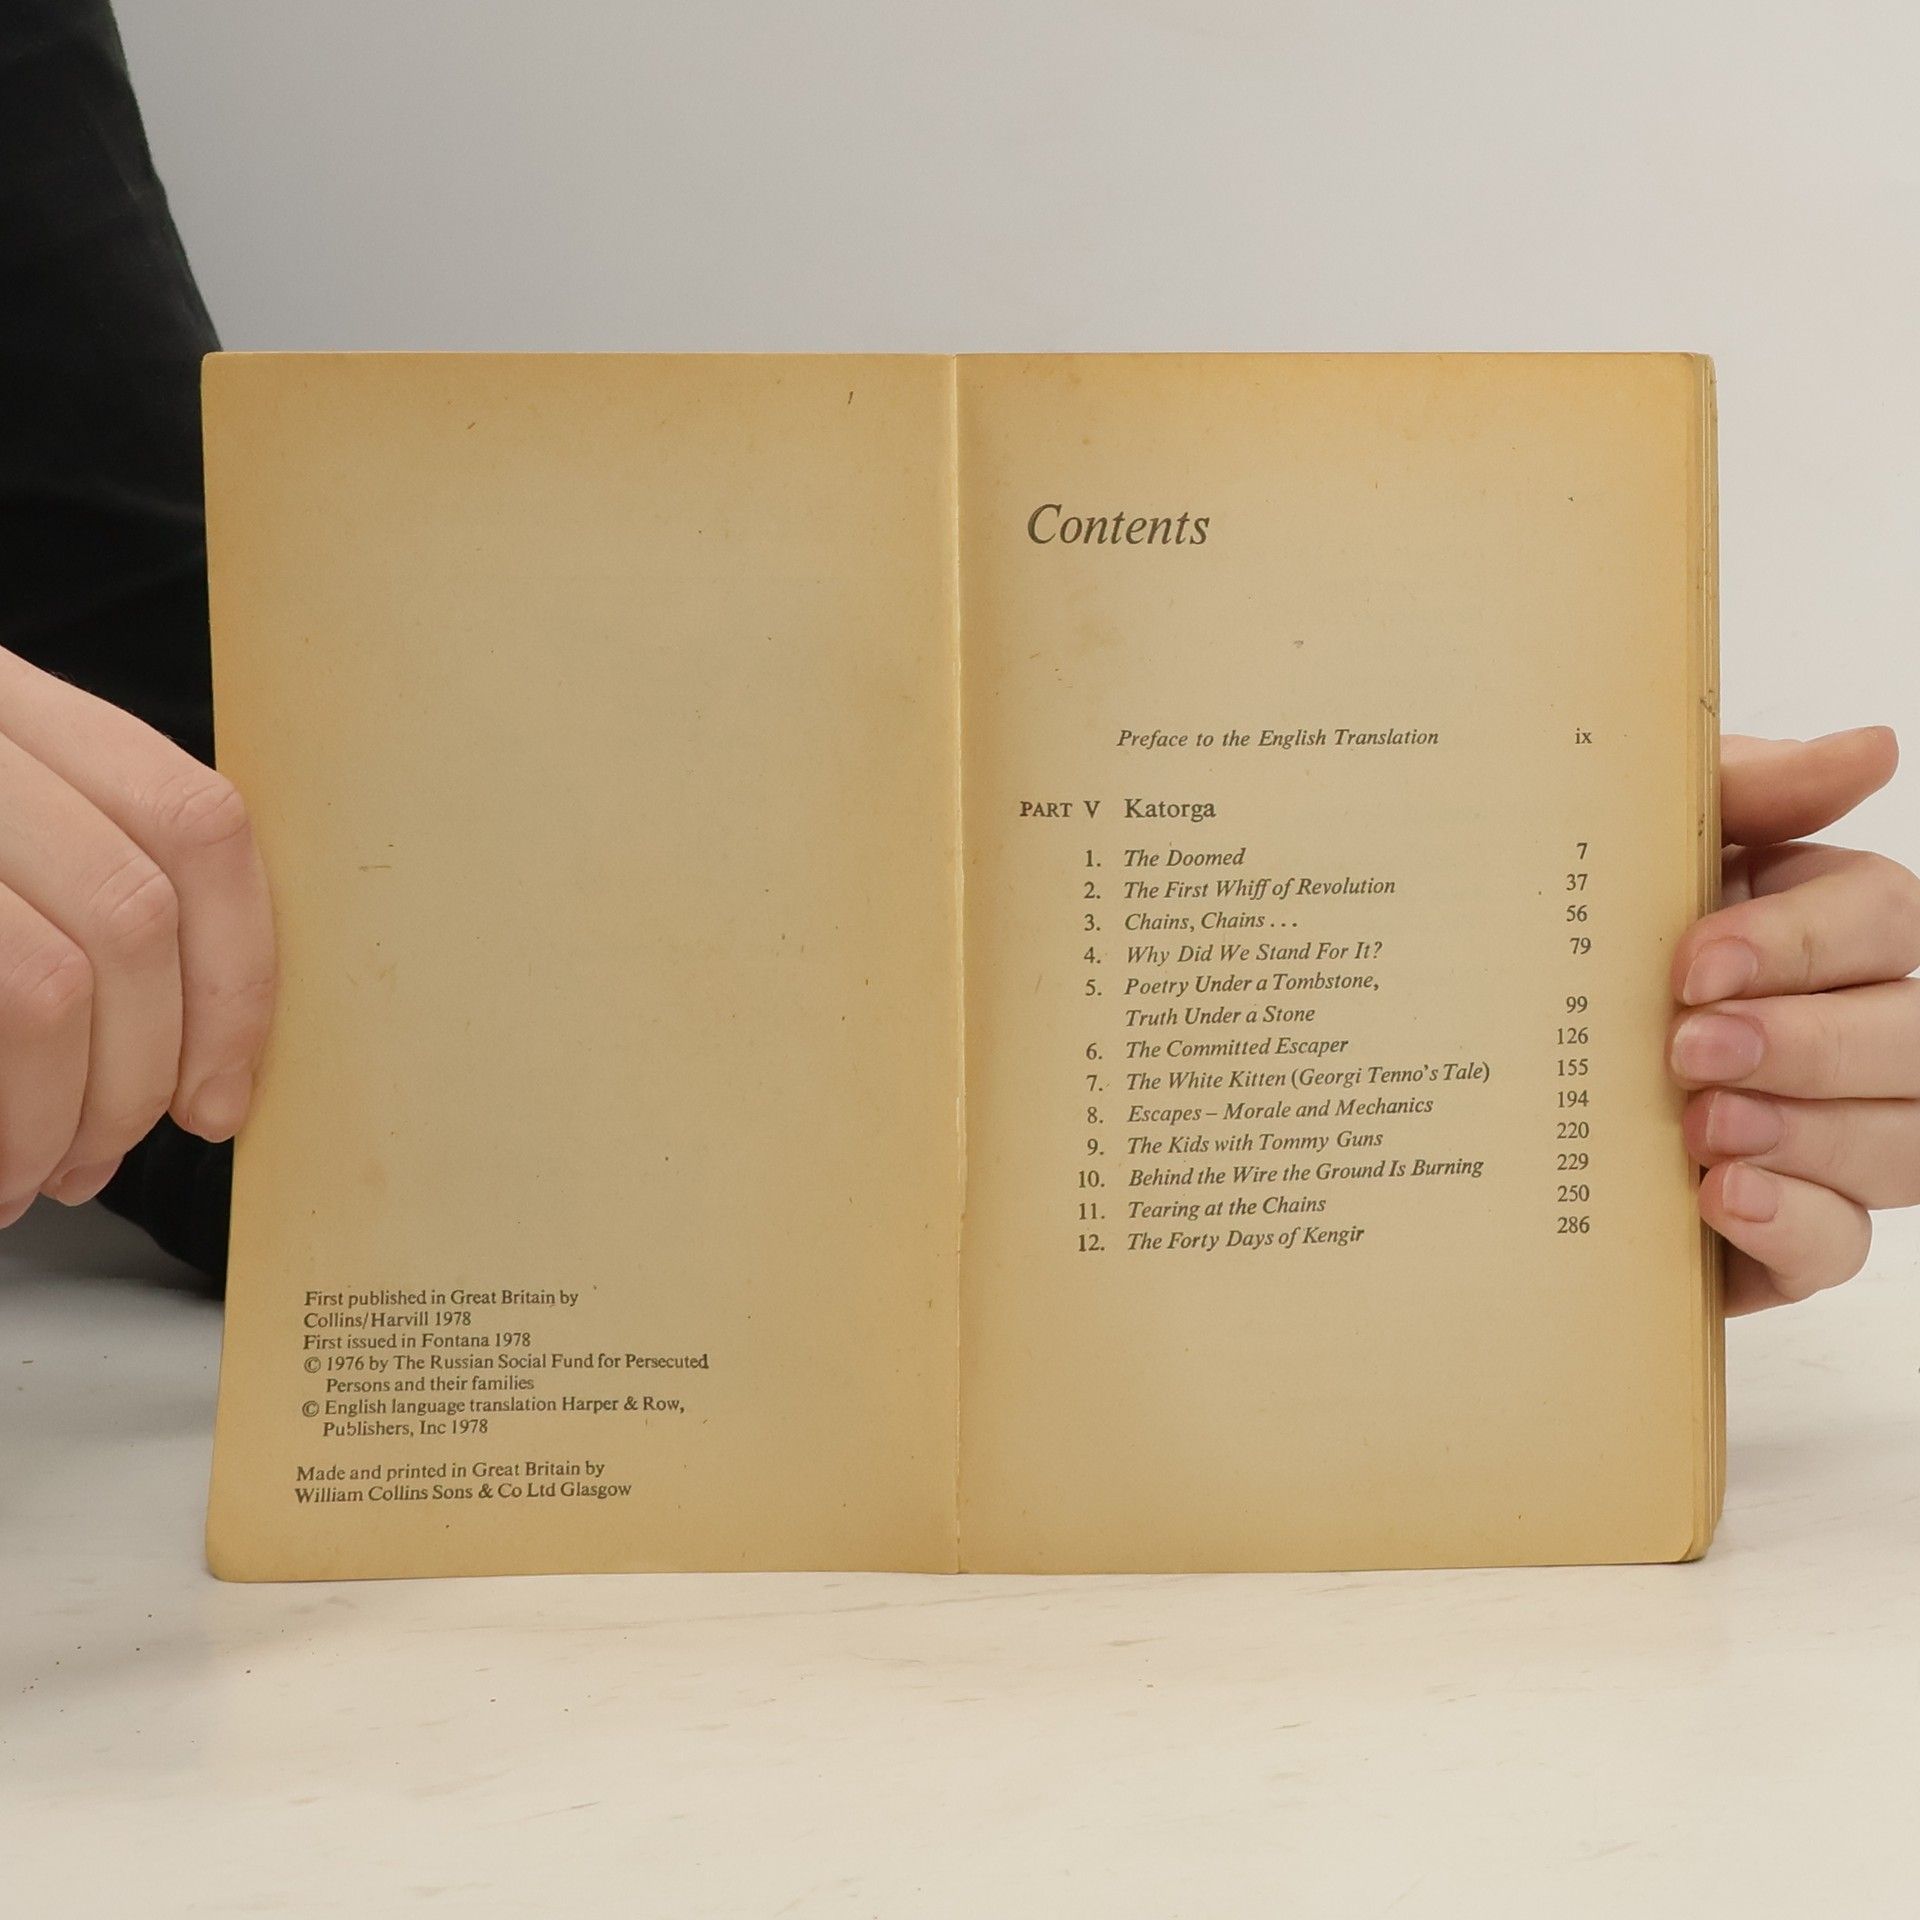 First published in Great Britain by
Collins/Harvill 1978
First issued in Fontana 1978
© 1976 by The Russian Social Fund for Persecuted
Persons and their families
© English language translation Harper & Row,
Publishers, Inc 1978
Made and printed in Great Britain by
William Collins Sons & Co Ltd Glasgow
Contents
Preface to the English Translation ix
PART V Katorga
1. The Doomed 7
2. The First Whiff of Revolution 37
3. Chains, Chains . . . 56
4. Why Did We Stand For It? 79
5. Poetry Under a Tombstone,
Truth Under a Stone 99
6. The Committed Escaper 126
7. The White Kitten (Georgi Tenno's Tale) 155
8. Escapes – Morale and Mechanics 194
9. The Kids with Tommy Guns 220
10. Behind the Wire the Ground Is Burning 229
11. Tearing at the Chains 250
12. The Forty Days of Kengir 286